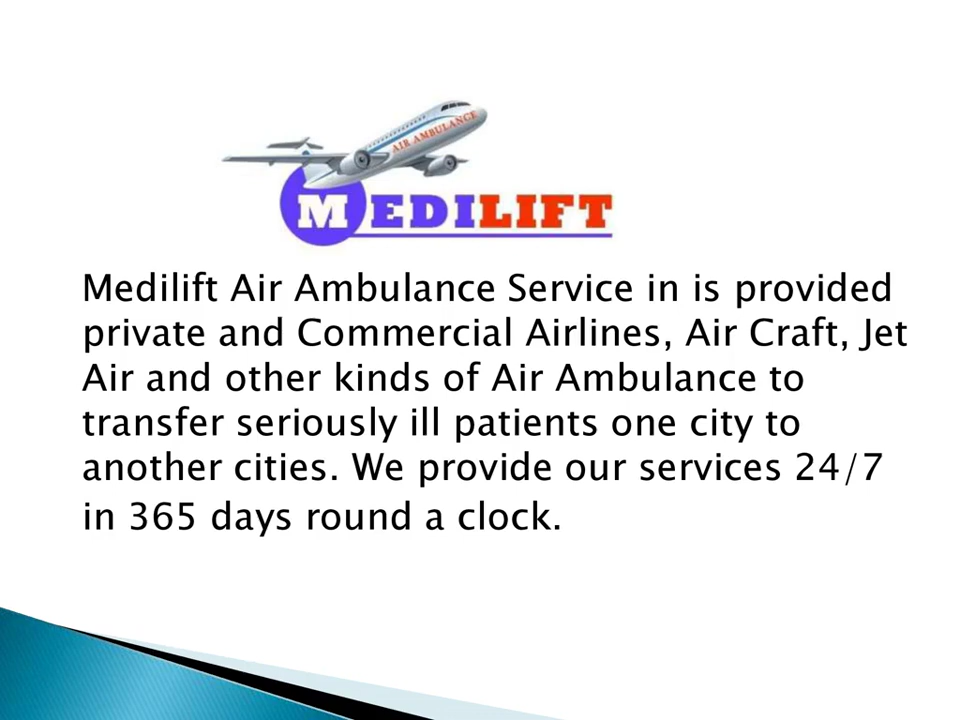 AIR AMBULANCE
MEDILIFT
Medilift Air Ambulance Service in is provided
private and Commercial Airlines, Air Craft, Jet
Air and other kinds of Air Ambulance to
transfer seriously ill patients one city to
another cities. We provide our services 24/7
in 365 days round a clock.